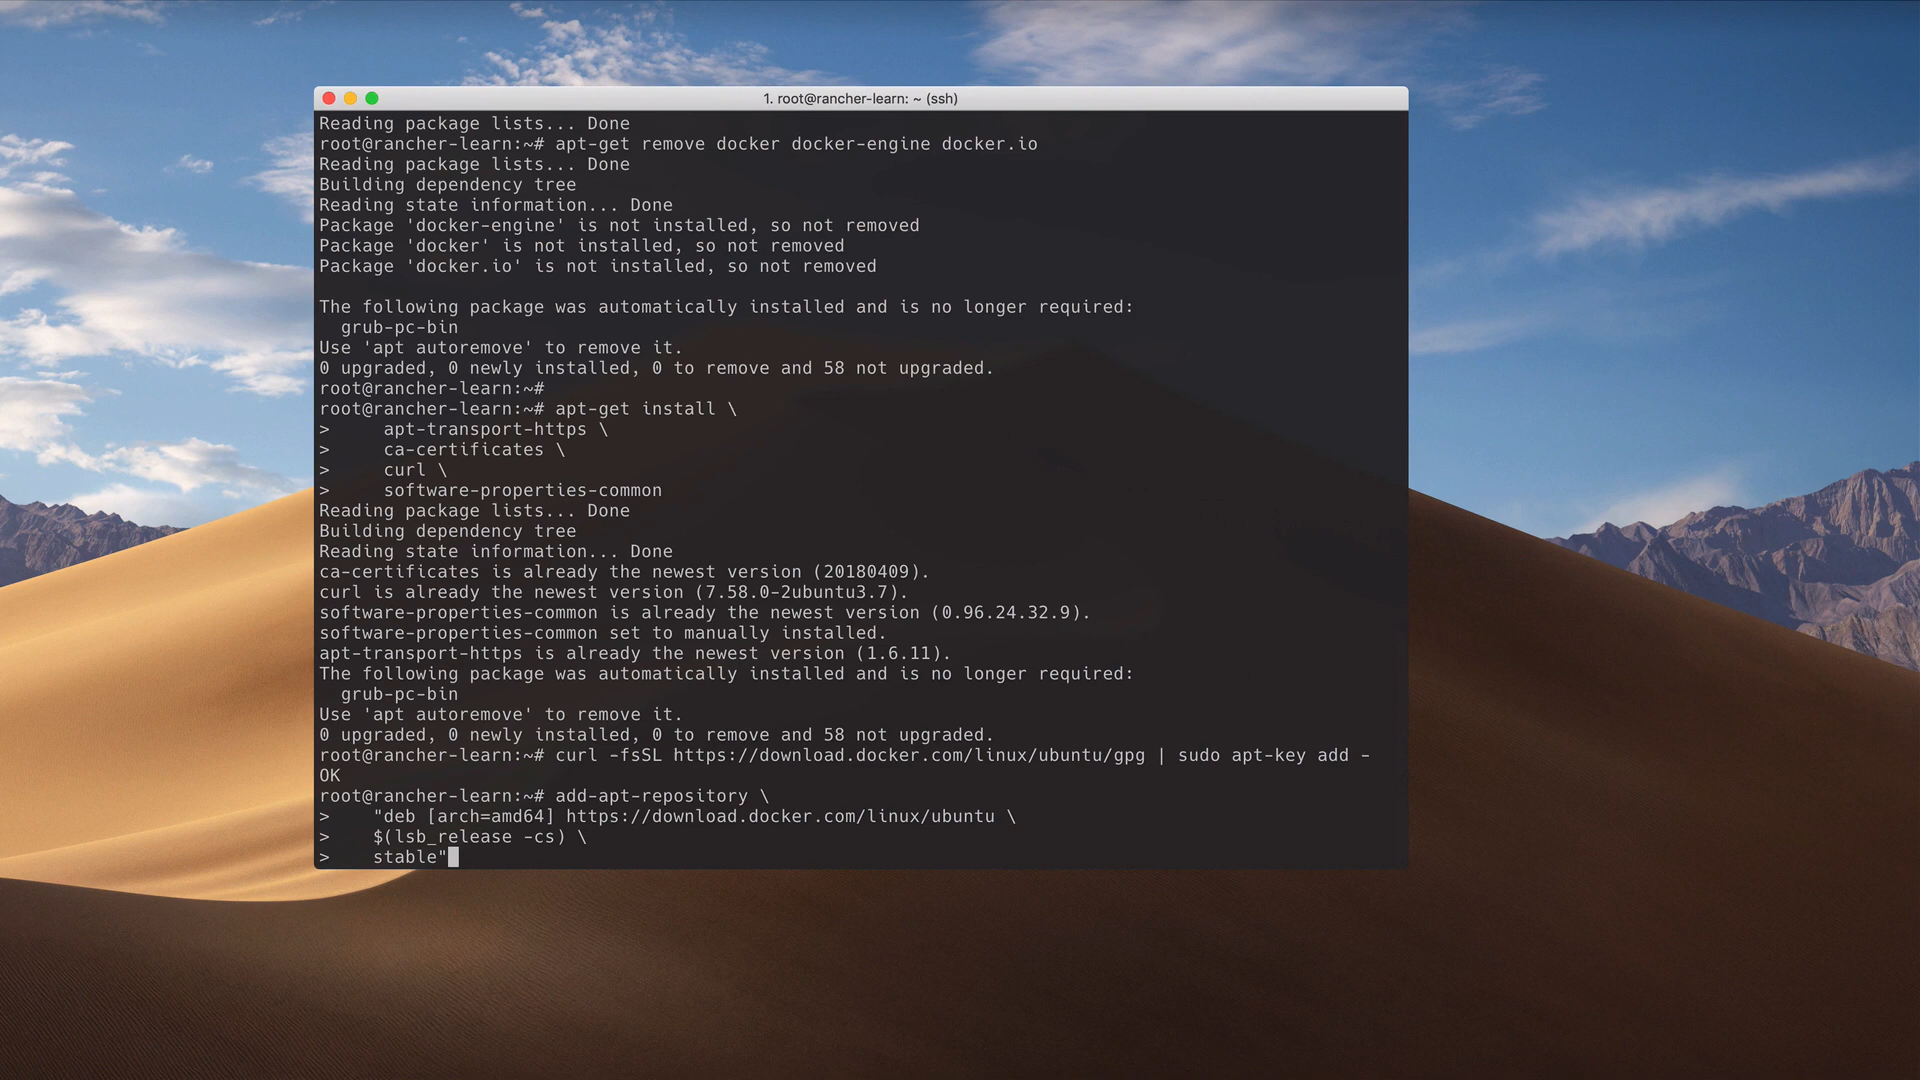 1. root@rancher-learn: ~ (ssh)
Reading package lists... Done
root@rancher-learn:~# apt-get remove docker docker-engine docker.io
Reading package lists... Done
Building dependency tree
Reading state information... Done
Package 'docker-engine' is not installed, so not removed
Package 'docker' is not installed, so not removed
Package 'docker.io' is not installed, so not removed
The following package was automatically installed and is no longer required:
  grub-pc-bin
Use 'apt autoremove' to remove it.
0 upgraded, 0 newly installed, 0 to remove and 58 not upgraded.
root@rancher-learn:~#
root@rancher-learn:~# apt-get install \
>     apt-transport-https \
>     ca-certificates \
>     curl \
>     software-properties-common
Reading package lists... Done
Building dependency tree
Reading state information... Done
ca-certificates is already the newest version (20180409).
curl is already the newest version (7.58.0-2ubuntu3.7).
software-properties-common is already the newest version (0.96.24.32.9).
software-properties-common set to manually installed.
apt-transport-https is already the newest version (1.6.11).
The following package was automatically installed and is no longer required:
  grub-pc-bin
Use 'apt autoremove' to remove it.
0 upgraded, 0 newly installed, 0 to remove and 58 not upgraded.
root@rancher-learn:~# curl -fsSL https://download.docker.com/linux/ubuntu/gpg | sudo apt-key add -
OK
root@rancher-learn:~# add-apt-repository \
>    "deb [arch=amd64] https://download.docker.com/linux/ubuntu \
>    $(lsb_release -cs) \
>    stable"